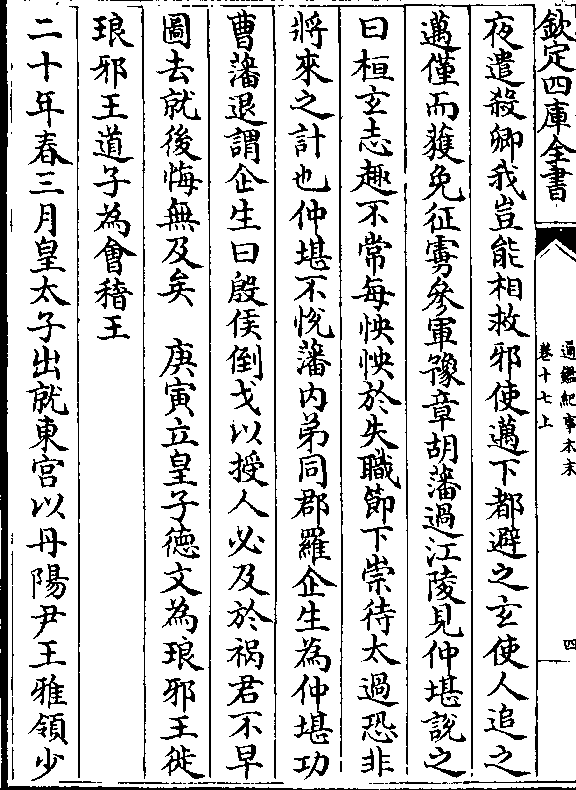 欽定四庫全書
通鑑紀事本末
卷十七上
四
夜遣殺卿我豈能相救邪使邁下都避之玄使人追之
邁僅而獲免征虜參軍豫章胡藩過江陵見仲堪說之
曰桓玄志趣不常每怏怏於失職節下崇待太過恐非
將來之計也仲堪不悅藩内弟同郡羅企生為仲堪功
曹藩退謂企生曰殷侯倒戈以授人必及於禍君不早
圖去就後悔無及矣　庚寅立皇子德文為琅邪王徙
琅邪王道子為會稽王
二十年春三月皇太子出就東宮以丹陽尹王雅領少